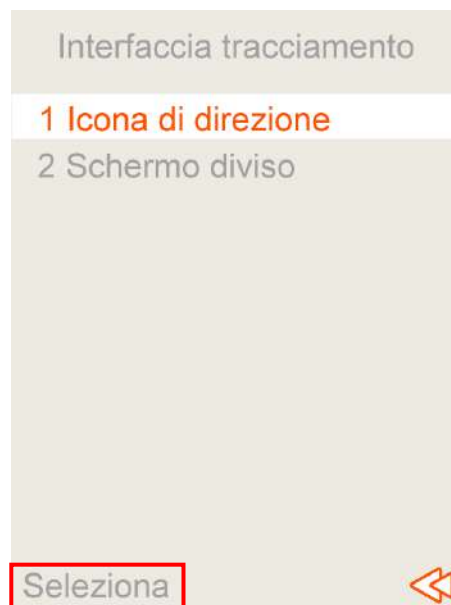 Interfaccia tracciamento
1 Icona di direzione
2 Schermo diviso
Seleziona